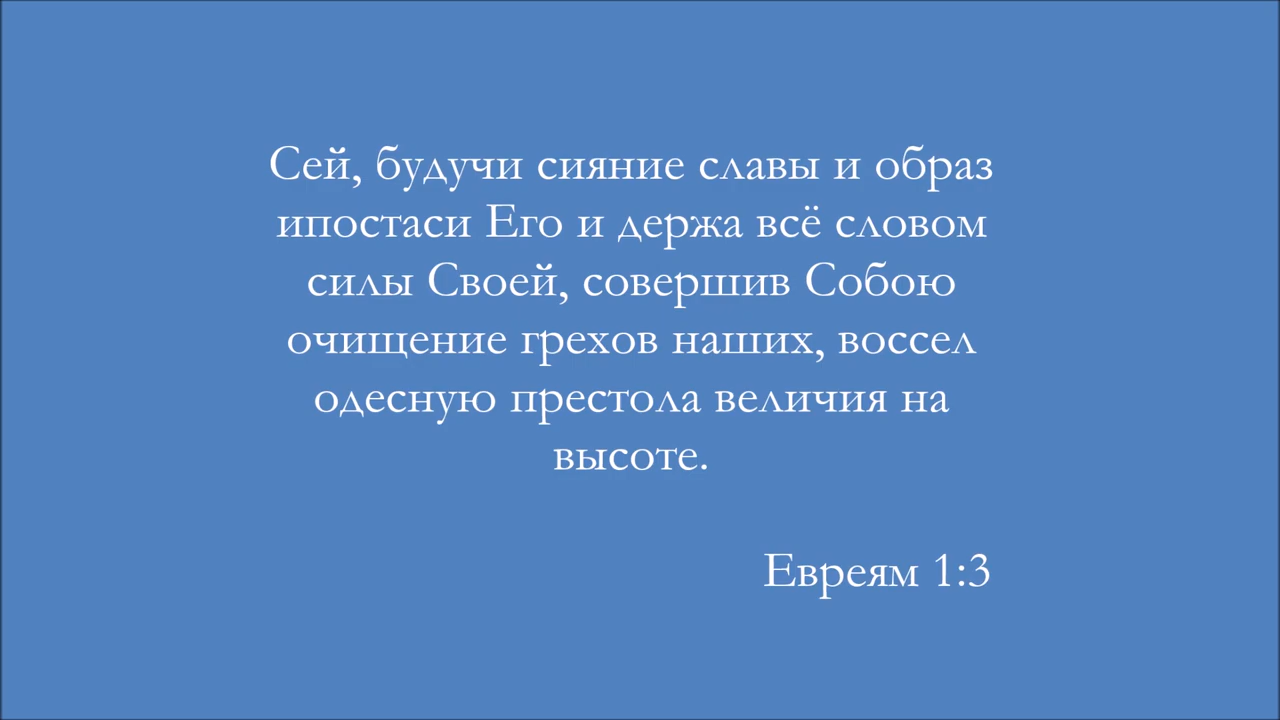 Сей, будучи сияние славы и образ
ипостаси Его и держа всё словом
силы Своей, совершив Собою
очищение грехов наших, воссел
одесную престола величия на
высоте.
Евреям 1:3